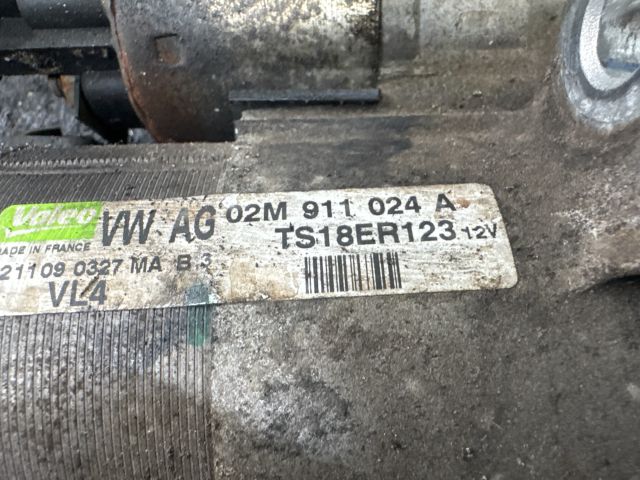 Valeo VW AG 02M 911 024 A
MADE IN FRANCE TS18ER123 12V
21109 0327 MA B 3
VL4